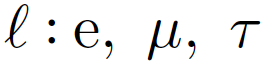 ℓ : e, μ, τ